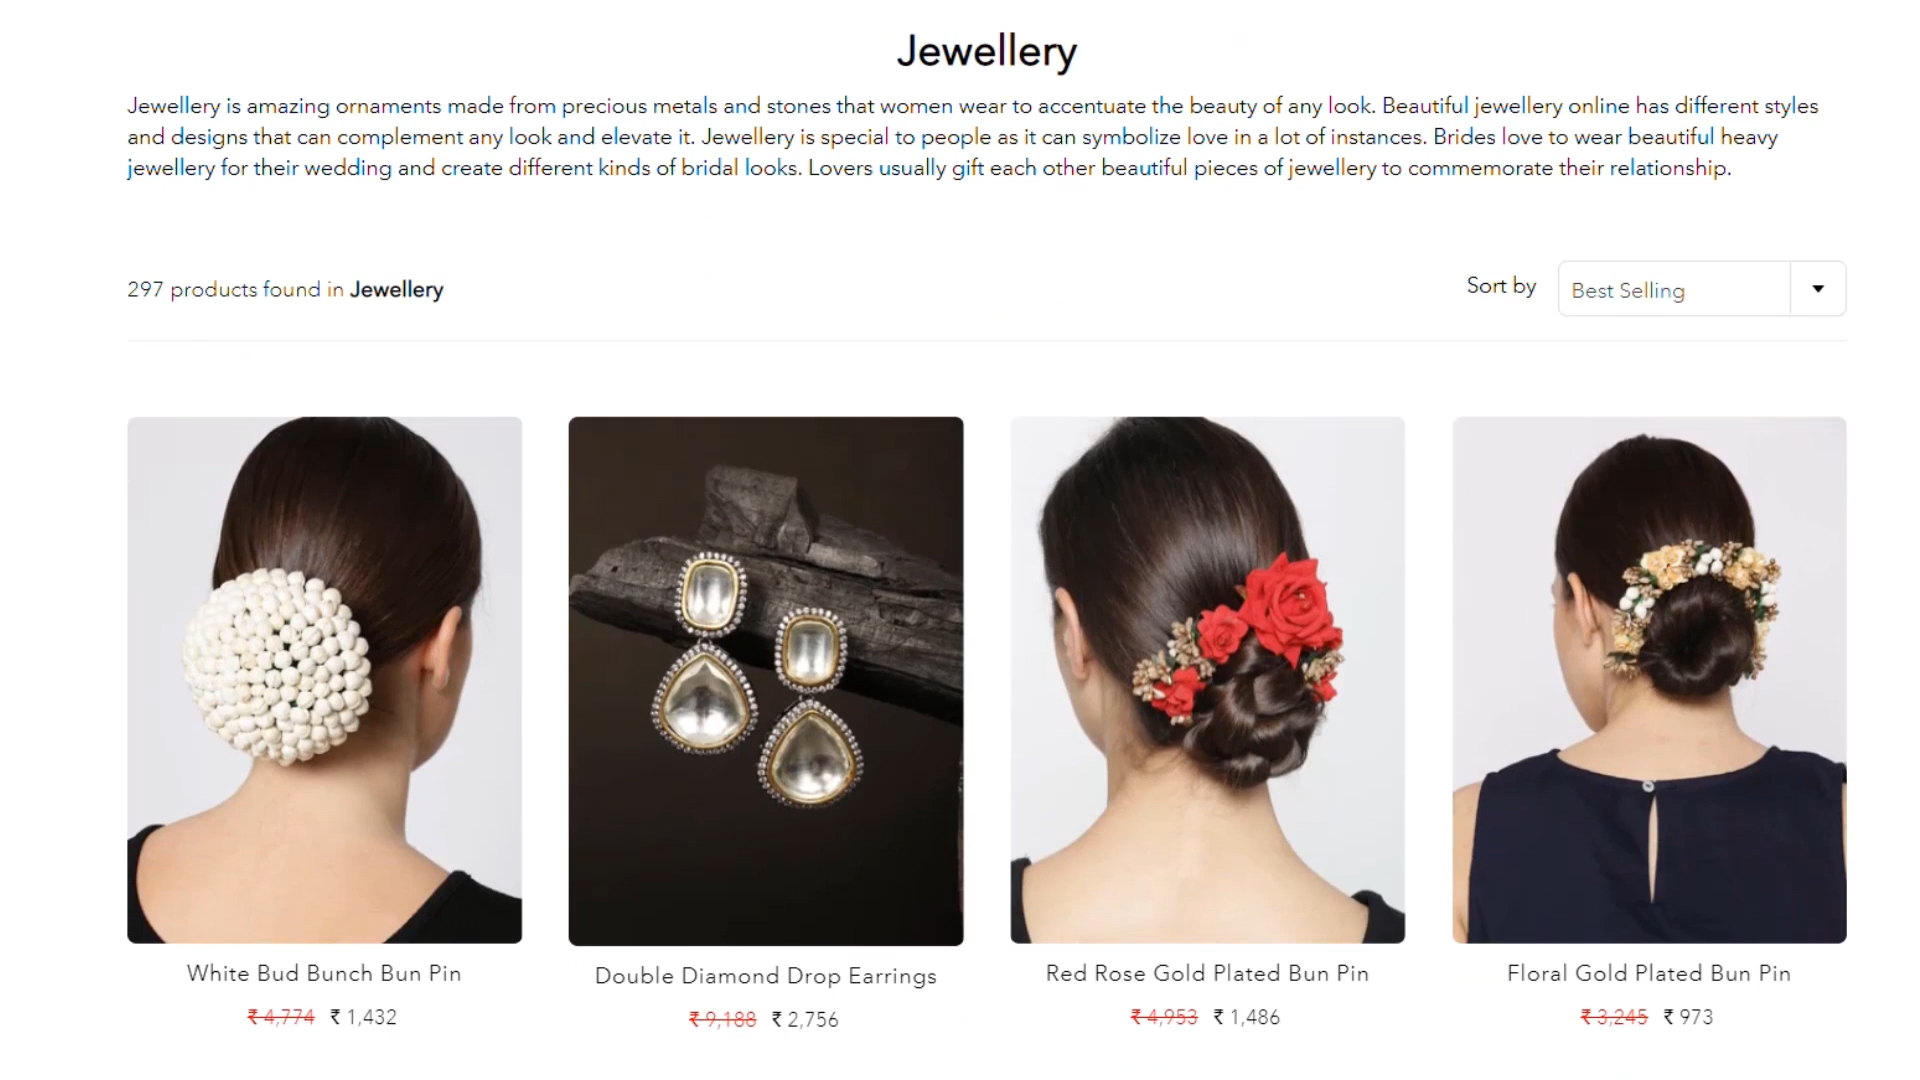 Jewellery
Jewellery is amazing ornaments made from precious metals and stones that women wear to accentuate the beauty of any look. Beautiful jewellery online has different styles
and designs that can complement any look and elevate it. Jewellery is special to people as it can symbolize love in a lot of instances. Brides love to wear beautiful heavy
jewellery for their wedding and create different kinds of bridal looks. Lovers usually gift each other beautiful pieces of jewellery to commemorate their relationship.
297 products found in Jewellery
Sort by Best Selling
White Bud Bunch Bun Pin
₹ 4,774 ₹ 1,432
Double Diamond Drop Earrings
₹ 9,188 ₹ 2,756
Red Rose Gold Plated Bun Pin
₹ 4,953 ₹ 1,486
Floral Gold Plated Bun Pin
₹ 3,245 ₹ 973